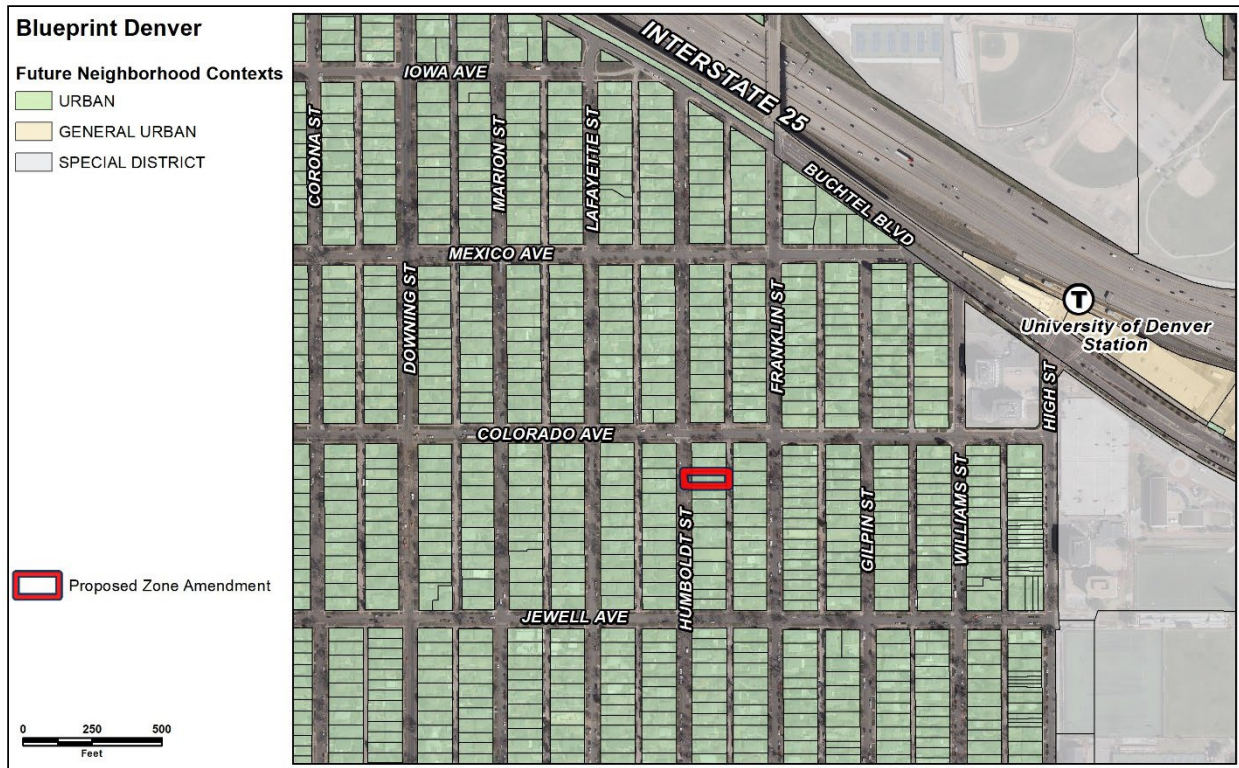 Blueprint Denver
Future Neighborhood Contexts
URBAN
GENERAL URBAN
SPECIAL DISTRICT
Proposed Zone Amendment
0 250 500
Feet
INTERSTATE 25
IOWA AVE
CORONA ST
MARION ST
LAFAYETTE ST
BUCHTEL BLVD
MEXICO AVE
DOWNING ST
FRANKLIN ST
T
University of Denver
Station
HIGH ST
COLORADO AVE
HUMBOLDT ST
GILPIN ST
WILLIAMS ST
JEWELL AVE